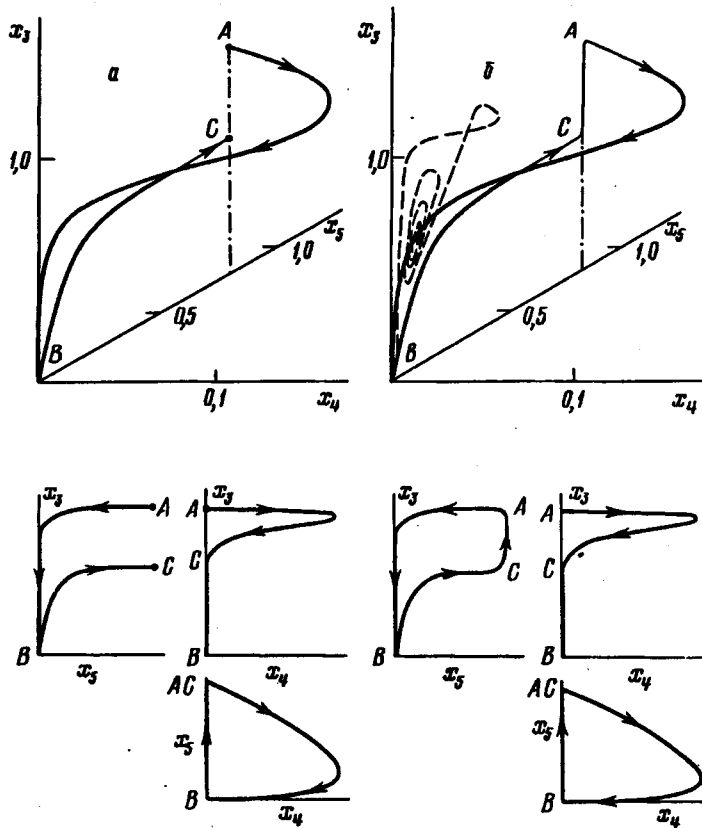 x₃ A x₃ A
а б
C C
1,0 1,0
x₅ x₅
1,0 1,0
0,5 0,5
B B
0,1 x₄ 0,1 x₄
x₃ x₃ x₃ x₃
A A A A
C C C C
B B B B
x₅ x₄ x₅ x₄
AC AC
x₅ x₅
B B
x₄ x₄